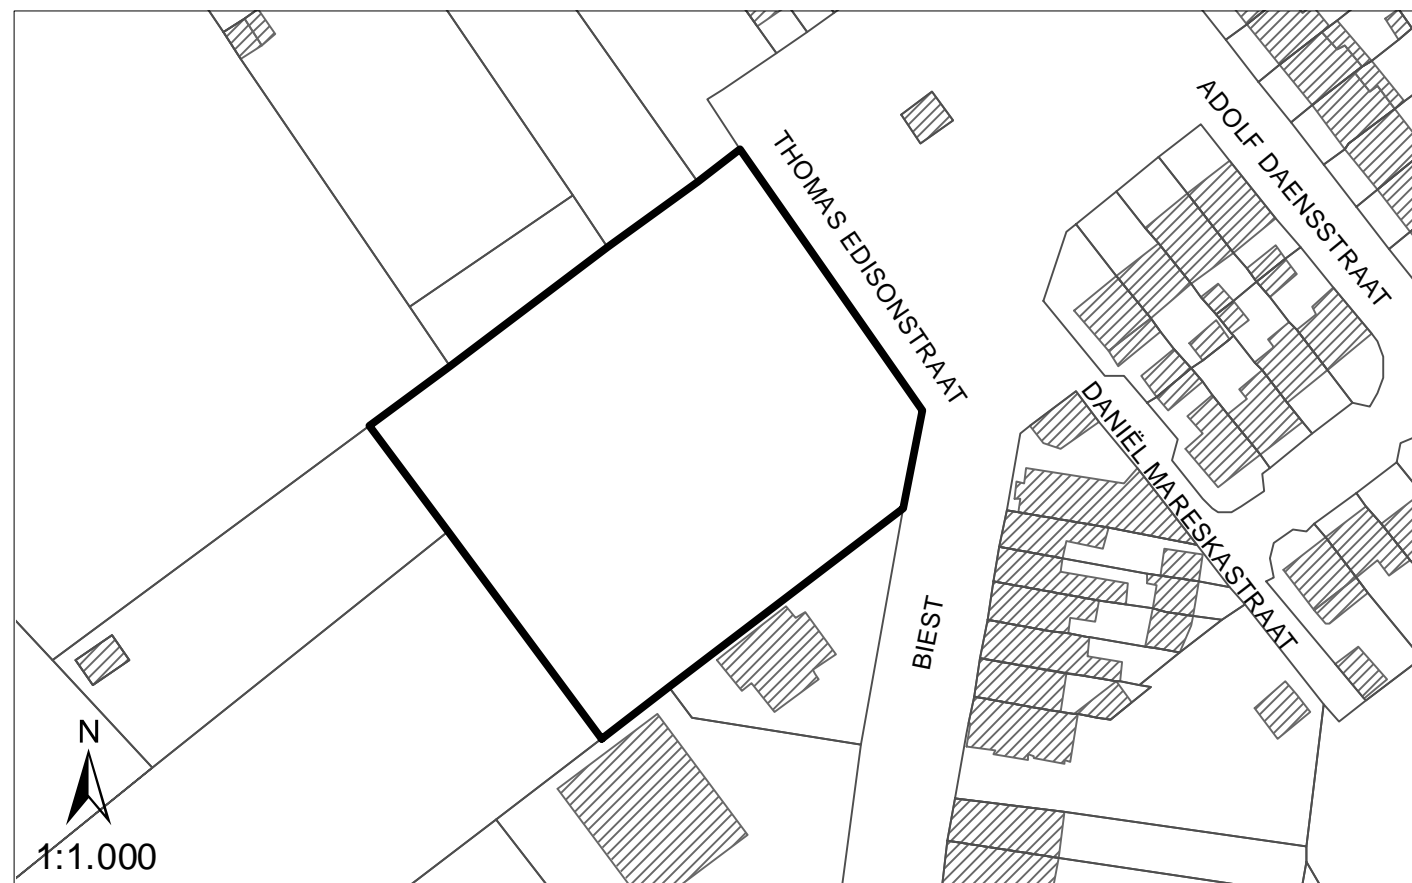 ADOLF DAENSSTRAAT
THOMAS EDISONSTRAAT
DANIËL MARESKASTRAAT
BIEST
N
1:1.000